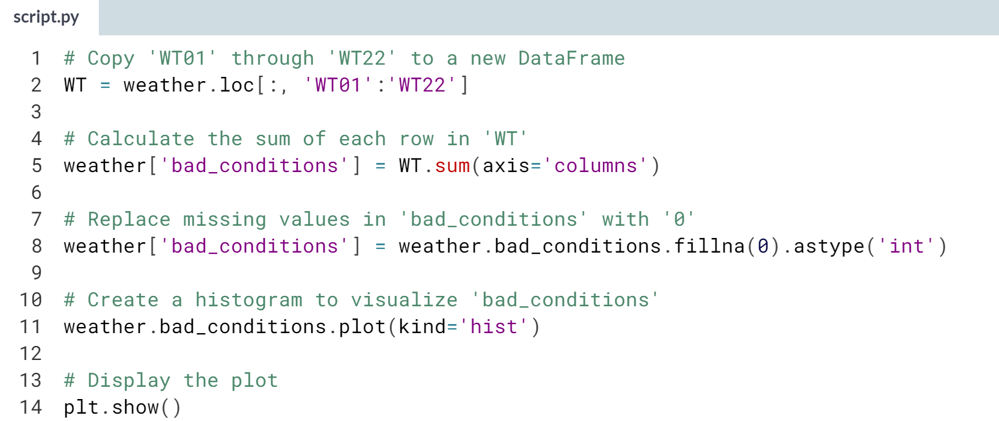 script.py
1 # Copy 'WT01' through 'WT22' to a new DataFrame
2 WT = weather.loc[:, 'WT01':'WT22']
3
4 # Calculate the sum of each row in 'WT'
5 weather['bad_conditions'] = WT.sum(axis='columns')
6
7 # Replace missing values in 'bad_conditions' with '0'
8 weather['bad_conditions'] = weather.bad_conditions.fillna(0).astype('int')
9
10 # Create a histogram to visualize 'bad_conditions'
11 weather.bad_conditions.plot(kind='hist')
12
13 # Display the plot
14 plt.show()